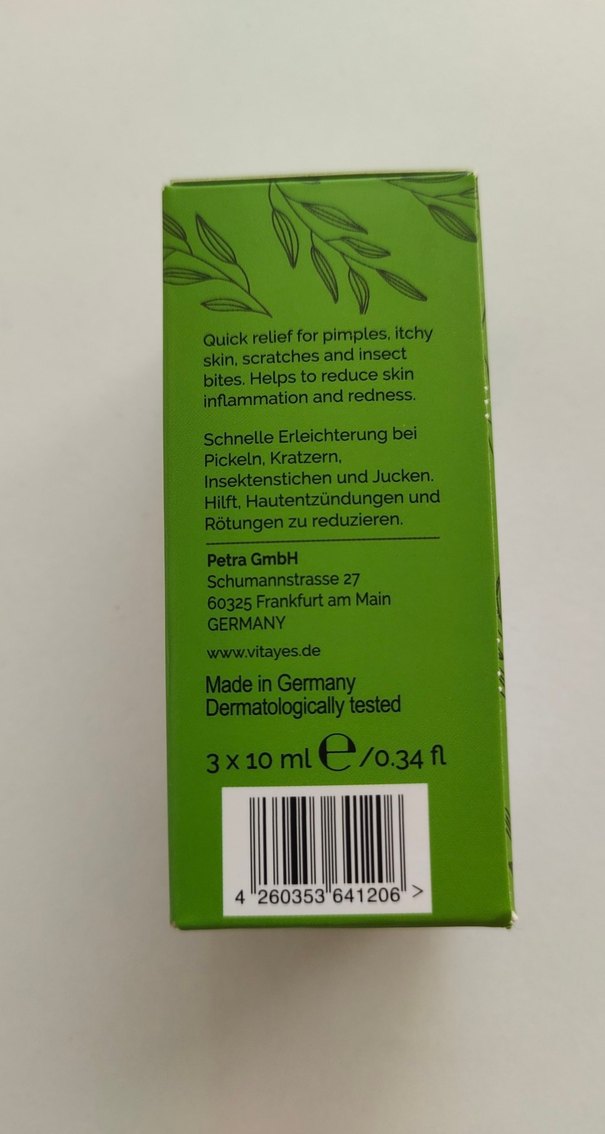 Quick relief for pimples, itchy
skin, scratches and insect
bites. Helps to reduce skin
inflammation and redness.
Schnelle Erleichterung bei
Pickeln, Kratzern,
Insektenstichen und Jucken.
Hilft, Hautentzündungen und
Rötungen zu reduzieren.
Petra GmbH
Schumannstrasse 27
60325 Frankfurt am Main
GERMANY
www.vitayes.de
Made in Germany
Dermatologically tested
3 x 10 ml ℮/0.34 fl
4 260353 641206 >